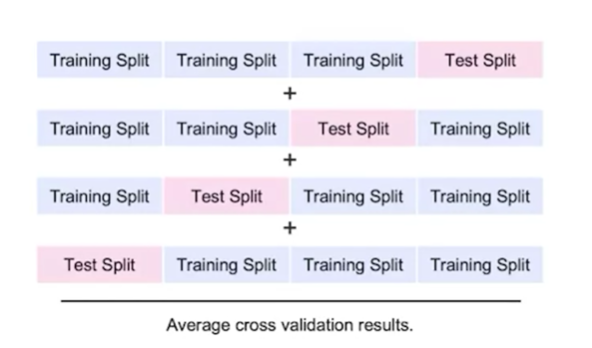 Training Split Training Split Training Split Test Split
+
Training Split Training Split Test Split Training Split
+
Training Split Test Split Training Split Training Split
+
Test Split Training Split Training Split Training Split
Average cross validation results.